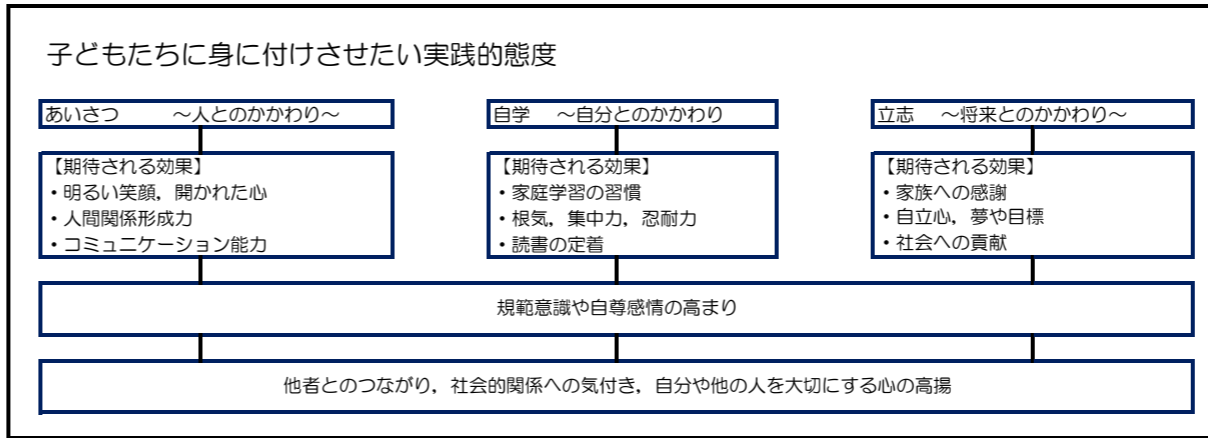 子どもたちに身に付けさせたい実践的態度
あいさつ　　～人とのかかわり～
【期待される効果】
・明るい笑顔，開かれた心
・人間関係形成力
・コミュニケーション能力
自学　～自分とのかかわり
【期待される効果】
・家庭学習の習慣
・根気，集中力，忍耐力
・読書の定着
立志　～将来とのかかわり～
【期待される効果】
・家族への感謝
・自立心，夢や目標
・社会への貢献
規範意識や自尊感情の高まり
他者とのつながり，社会的関係への気付き，自分や他の人を大切にする心の高揚